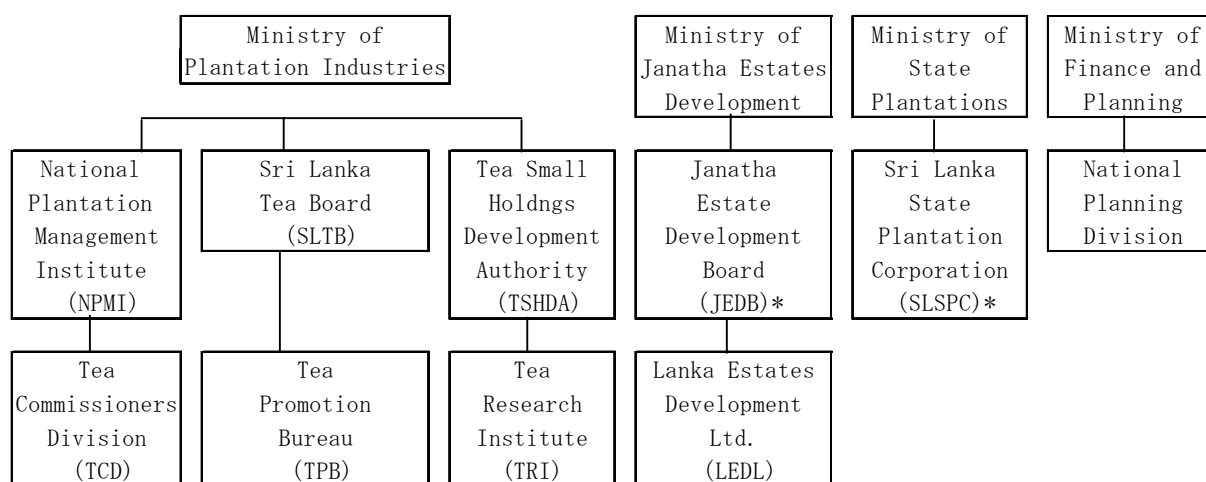 Ministry of
Plantation Industries
Ministry of
Janatha Estates
Development
Ministry of
State
Plantations
Ministry of
Finance and
Planning
National
Plantation
Management
Institute
(NPMI)
Sri Lanka
Tea Board
(SLTB)
Tea Small
Holdngs
Development
Authority
(TSHDA)
Janatha
Estate
Development
Board
(JEDB)*
Sri Lanka
State
Plantation
Corporation
(SLSPC)*
National
Planning
Division
Tea
Commissioners
Division
(TCD)
Tea
Promotion
Bureau
(TPB)
Tea
Research
Institute
(TRI)
Lanka Estates
Development
Ltd.
(LEDL)